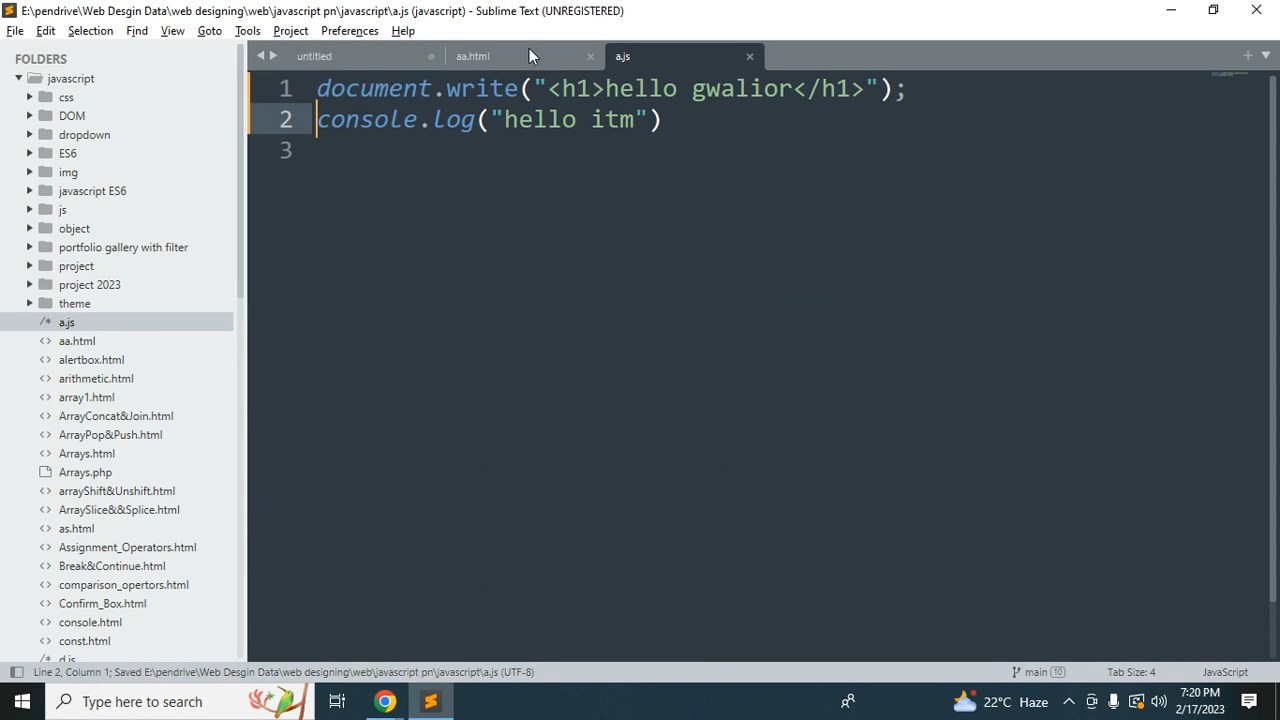 E:\pendrive\Web Desgin Data\web designing\web\javascript pn\javascript\a.js (javascript) - Sublime Text (UNREGISTERED)
File Edit Selection Find View Goto Tools Project Preferences Help
FOLDERS
javascript
css
DOM
dropdown
ES6
img
javascript ES6
js
object
portfolio gallery with filter
project
project 2023
theme
/* a.js
<> aa.html
<> alertbox.html
<> arithmetic.html
<> array1.html
<> ArrayConcat&Join.html
<> ArrayPop&Push.html
<> Arrays.html
Arrays.php
<> arrayShift&Unshift.html
<> ArraySlice&&Splice.html
<> as.html
<> Assignment_Operators.html
<> Break&Continue.html
<> comparison_opertors.html
<> Confirm_Box.html
<> console.html
<> const.html
/* d.js
untitled aa.html a.js
1 document.write("<h1>hello gwalior</h1>");
2 console.log("hello itm")
3
Line 2, Column 1; Saved E:\pendrive\Web Desgin Data\web designing\web\javascript pn\javascript\a.js (UTF-8)
main 10 Tab Size: 4 JavaScript
Type here to search
22°C Haze
7:20 PM
2/17/2023